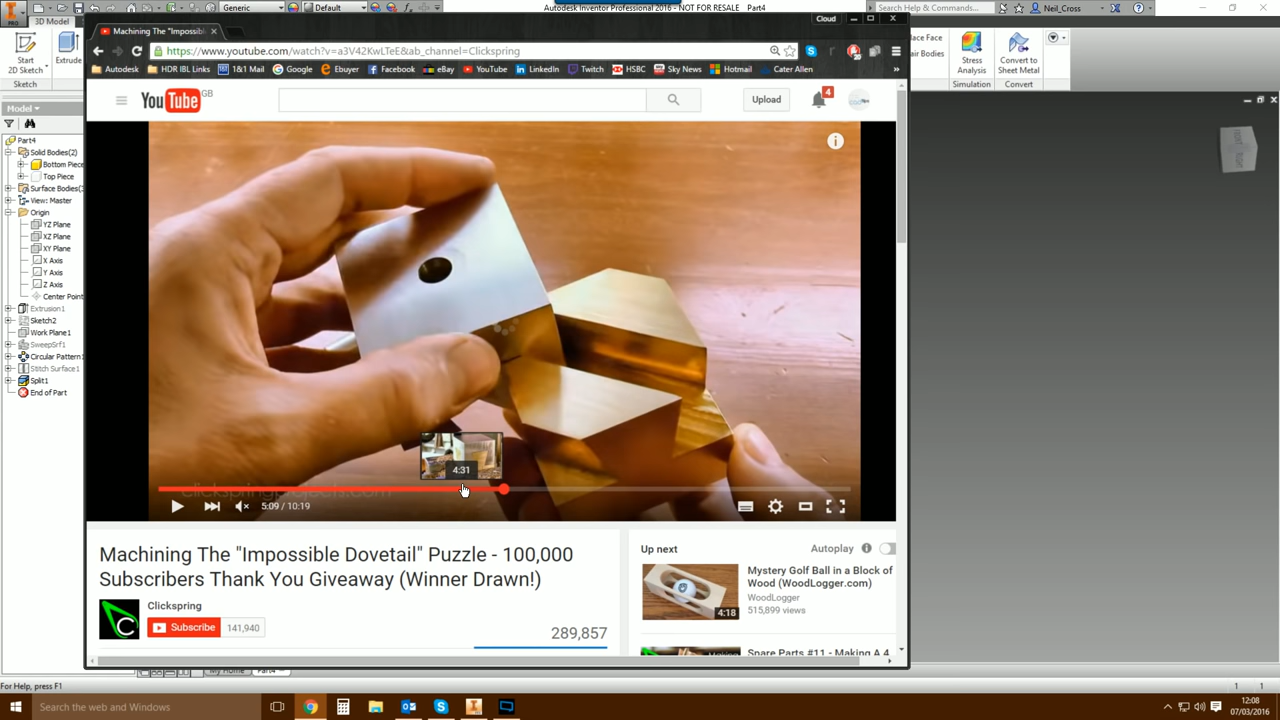 Generic
Default
Autodesk Inventor Professional 2016 - NOT FOR RESALE Part4
Search Help & Commands...
Neil_Cross
PRO
3D Model
Cloud
Machining The "Impossibl
https://www.youtube.com/watch?v=a3V42KwLTeE&ab_channel=Clickspring
Autodesk
HDR IBL Links
1&1 Mail
Google
Ebuyer
Facebook
eBay
YouTube
LinkedIn
Twitch
HSBC
Sky News
Hotmail
Cater Allen
Start
2D Sketch
Extrude
Sketch
Stress
Analysis
Simulation
Convert to
Sheet Metal
Convert
YouTube GB
Upload
4
Model
Part4
Solid Bodies(2)
Bottom Piece
Top Piece
Surface Bodies(
View: Master
Origin
YZ Plane
XZ Plane
XY Plane
X Axis
Y Axis
Z Axis
Center Point
Extrusion1
Sketch2
Work Plane1
SweepSrf1
Circular Pattern1
Stitch Surface1
Split1
End of Part
4:31
clickspringprojects.com
5:09 / 10:19
Machining The "Impossible Dovetail" Puzzle - 100,000
Subscribers Thank You Giveaway (Winner Drawn!)
Clickspring
Subscribe
141,940
289,857
Up next
Autoplay
Mystery Golf Ball in a Block of
Wood (WoodLogger.com)
WoodLogger
515,899 views
4:18
Spare Parts #11 - Making A 4
My Home
Part4
For Help, press F1
1
1
Search the web and Windows
12:08
07/03/2016